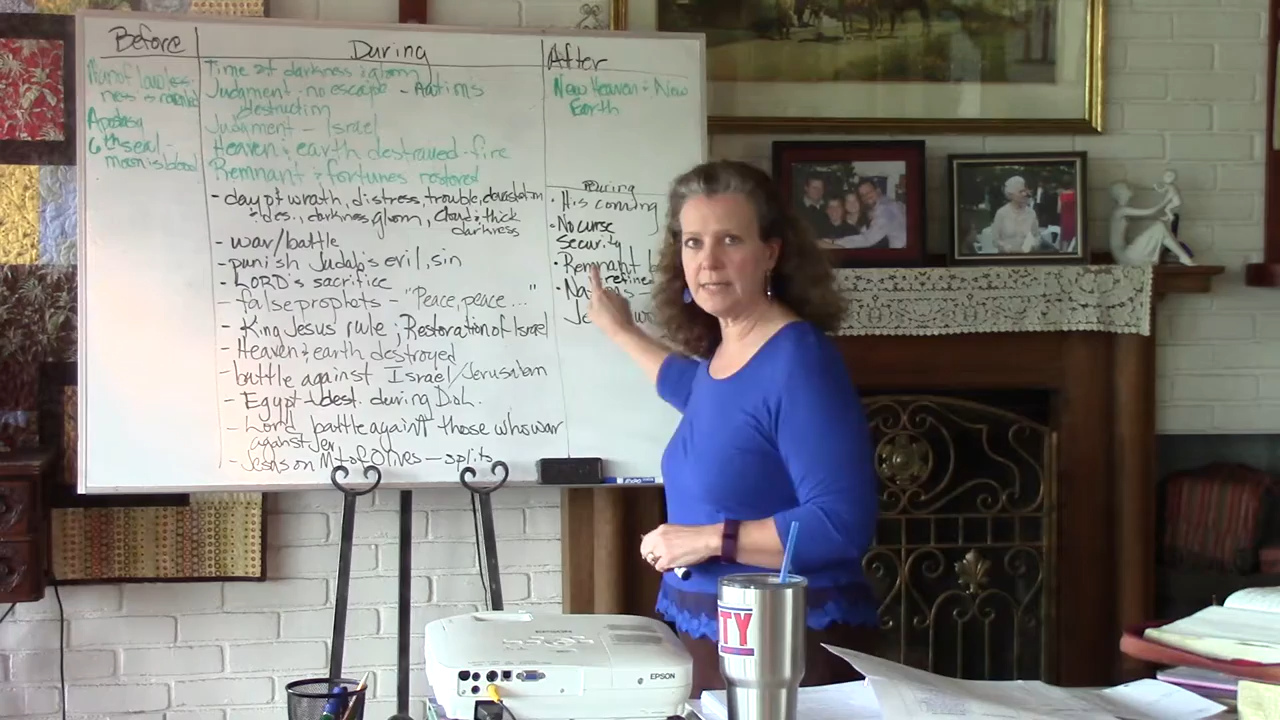 Before
During
After
Man of lawless-
ness is revealed
Apostasy
6th seal -
moon is blood
Time of darkness & gloom
Judgment - no escape - Nations
destruction
Judgment - Israel
Heaven & earth destroyed - fire
Remnant & fortunes restored
- day of wrath, distress, trouble, devastation
& des., darkness gloom, Cloud & thick
darkness
- war/battle
- punish Judah's evil, sin
- LORD's sacrifice
- false prophets - "Peace, peace..."
- King Jesus' rule ; Restoration of Israel
- Heaven & earth destroyed
- battle against Israel/Jerusalem
- Egypt dest. during DoL.
- Lord battle against those who war
against Jer.
- Jesus on Mt of Olives - splits
New Heaven & New
Earth
During
• His coming
• No curse
security
• Remnant
refined
EXPO
EPSON
TY